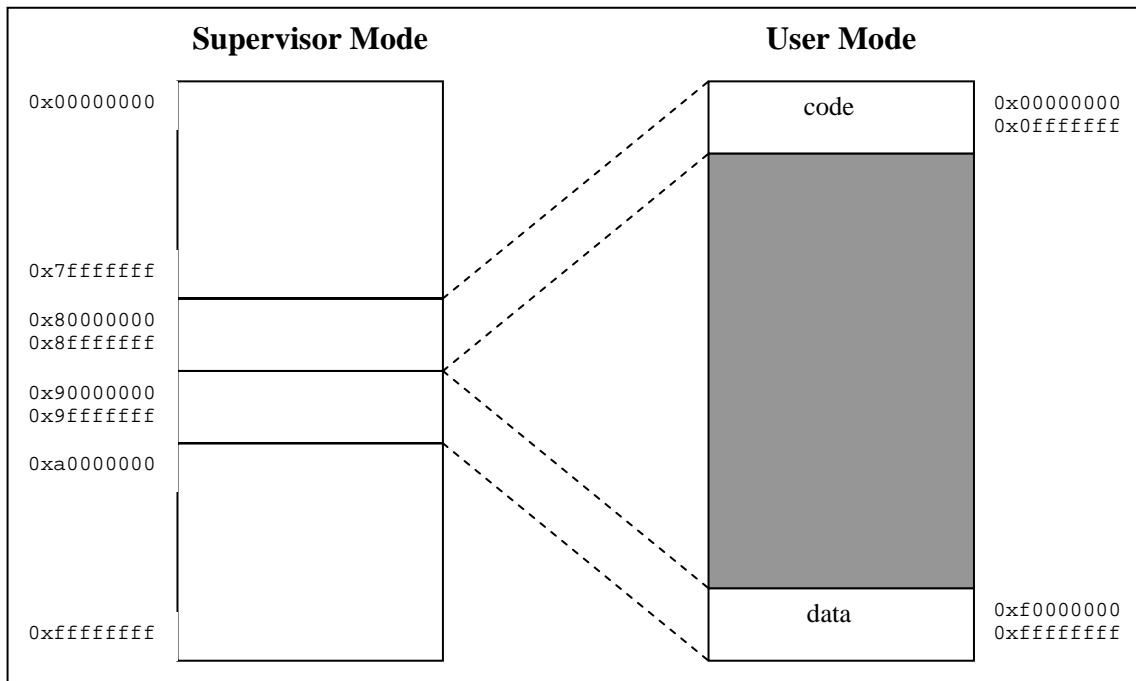 Supervisor Mode
0x00000000
0x7fffffff
0x80000000
0x8fffffff
0x90000000
0x9fffffff
0xa0000000
0xffffffff
User Mode
code
0x00000000
0x0fffffff
data
0xf0000000
0xffffffff